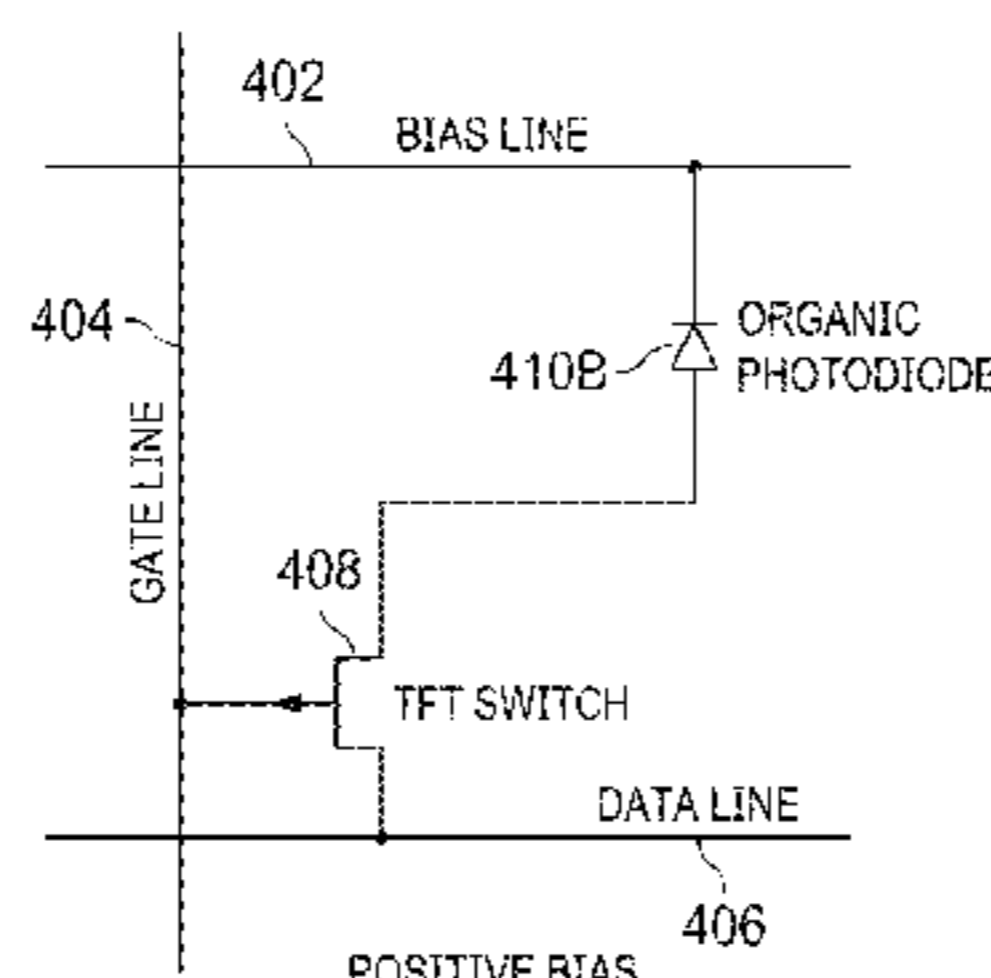 402
BIAS LINE
404
ORGANIC
PHOTODIODE
410B
GATE LINE
408
TFT SWITCH
DATA LINE
406
POSITIVE BIAS